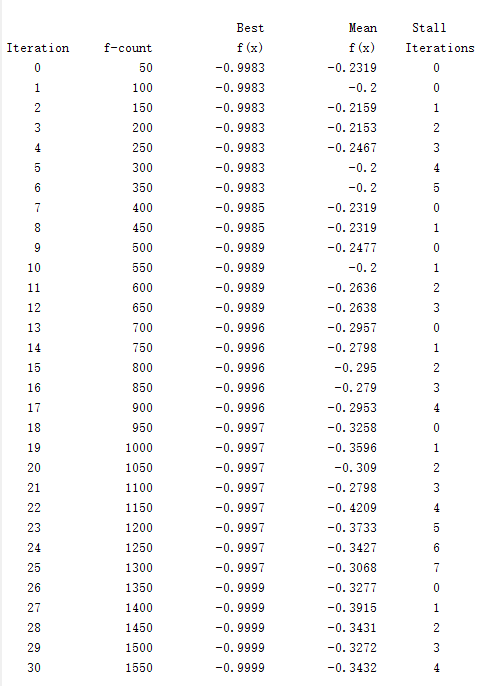 Best Mean Stall
Iteration f-count f(x) f(x) Iterations
0 50 -0.9983 -0.2319 0
1 100 -0.9983 -0.2 0
2 150 -0.9983 -0.2159 1
3 200 -0.9983 -0.2153 2
4 250 -0.9983 -0.2467 3
5 300 -0.9983 -0.2 4
6 350 -0.9983 -0.2 5
7 400 -0.9985 -0.2319 0
8 450 -0.9985 -0.2319 1
9 500 -0.9989 -0.2477 0
10 550 -0.9989 -0.2 1
11 600 -0.9989 -0.2636 2
12 650 -0.9989 -0.2638 3
13 700 -0.9996 -0.2957 0
14 750 -0.9996 -0.2798 1
15 800 -0.9996 -0.295 2
16 850 -0.9996 -0.279 3
17 900 -0.9996 -0.2953 4
18 950 -0.9997 -0.3258 0
19 1000 -0.9997 -0.3596 1
20 1050 -0.9997 -0.309 2
21 1100 -0.9997 -0.2798 3
22 1150 -0.9997 -0.4209 4
23 1200 -0.9997 -0.3733 5
24 1250 -0.9997 -0.3427 6
25 1300 -0.9997 -0.3068 7
26 1350 -0.9999 -0.3277 0
27 1400 -0.9999 -0.3915 1
28 1450 -0.9999 -0.3431 2
29 1500 -0.9999 -0.3272 3
30 1550 -0.9999 -0.3432 4